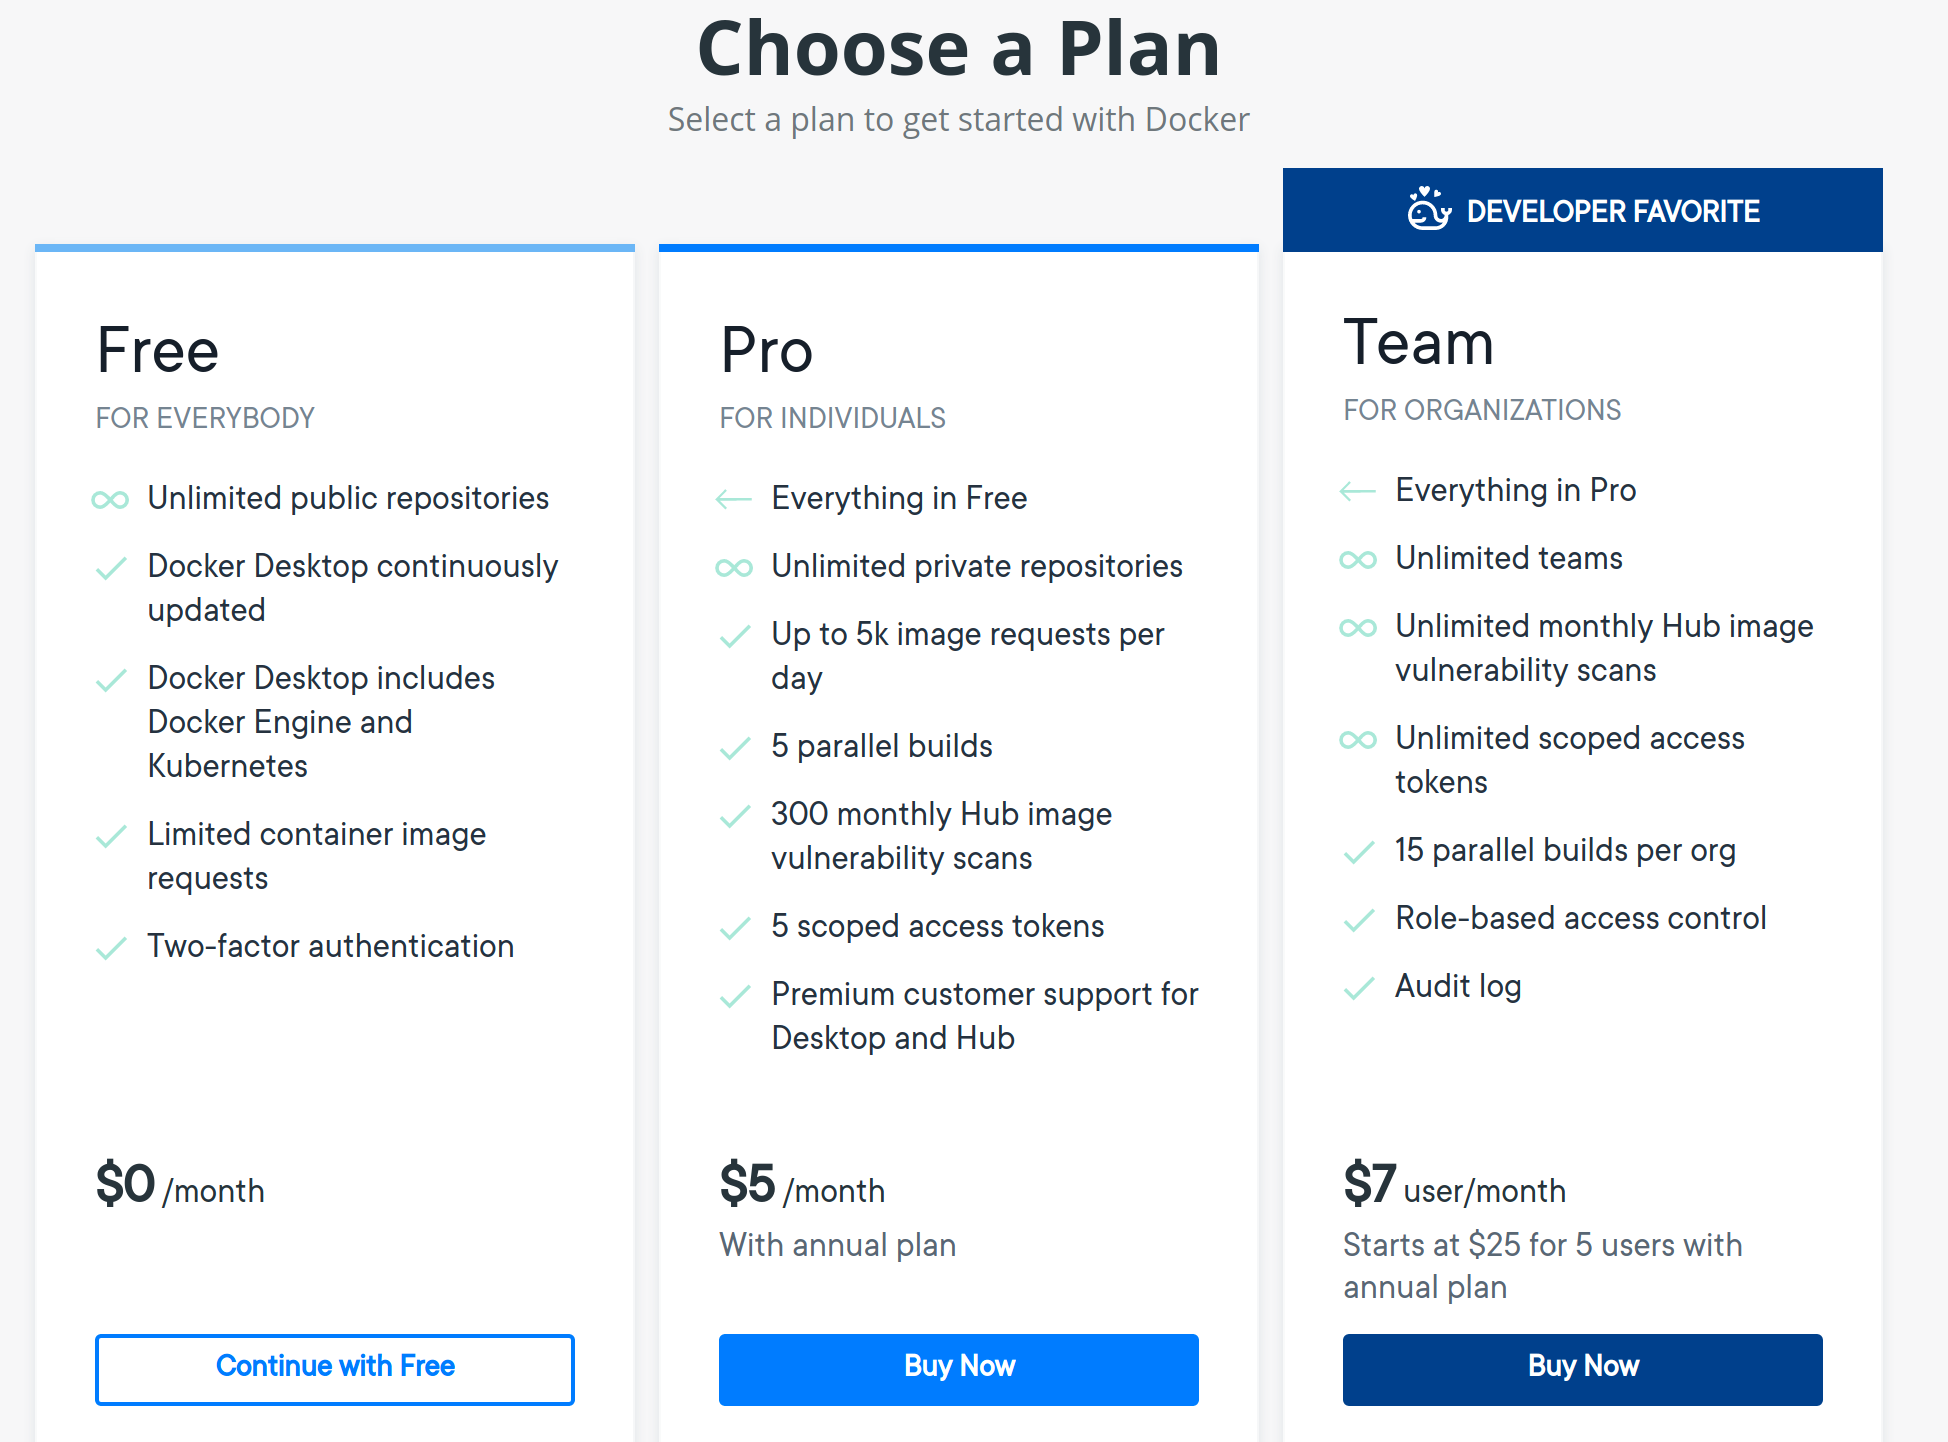 Choose a Plan
Select a plan to get started with Docker
Free
FOR EVERYBODY
Unlimited public repositories
Docker Desktop continuously
updated
Docker Desktop includes
Docker Engine and
Kubernetes
Limited container image
requests
Two-factor authentication
$0 /month
Continue with Free
Pro
FOR INDIVIDUALS
Everything in Free
Unlimited private repositories
Up to 5k image requests per
day
5 parallel builds
300 monthly Hub image
vulnerability scans
5 scoped access tokens
Premium customer support for
Desktop and Hub
$5 /month
With annual plan
Buy Now
DEVELOPER FAVORITE
Team
FOR ORGANIZATIONS
Everything in Pro
Unlimited teams
Unlimited monthly Hub image
vulnerability scans
Unlimited scoped access
tokens
15 parallel builds per org
Role-based access control
Audit log
$7 user/month
Starts at $25 for 5 users with
annual plan
Buy Now